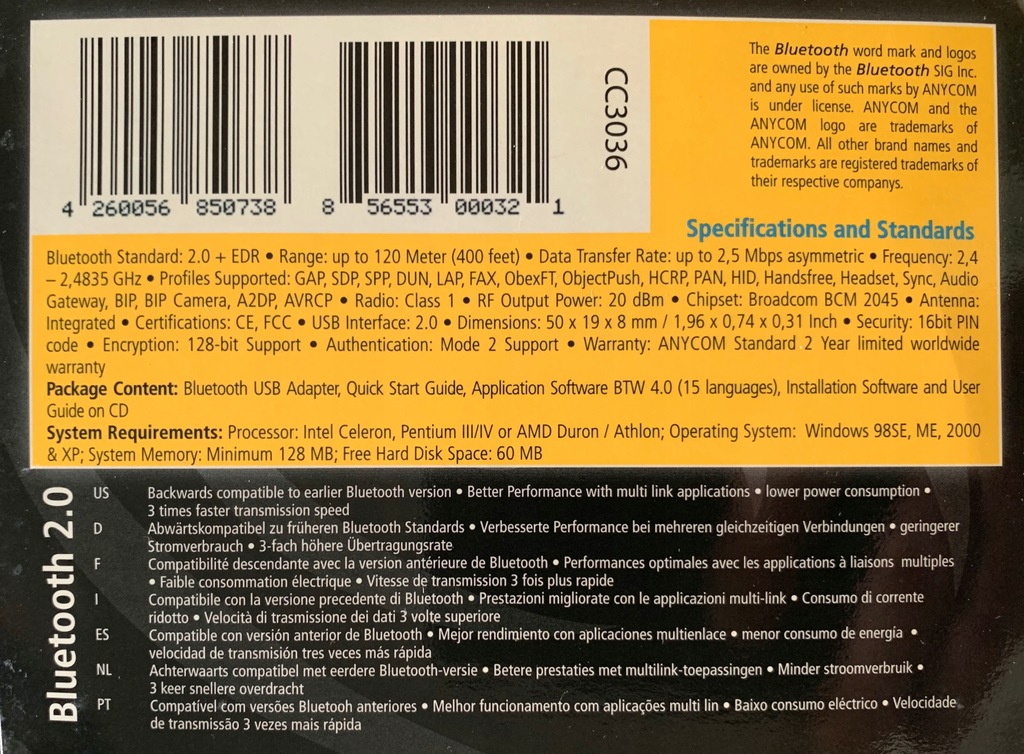 4 260056 850738
8 56553 00032 1
CC3036
The Bluetooth word mark and logos
are owned by the Bluetooth SIG Inc.
and any use of such marks by ANYCOM
is under license. ANYCOM and the
ANYCOM logo are trademarks of
ANYCOM. All other brand names and
trademarks are registered trademarks of
their respective companys.
Specifications and Standards
Bluetooth Standard: 2.0 + EDR • Range: up to 120 Meter (400 feet) • Data Transfer Rate: up to 2,5 Mbps asymmetric • Frequency: 2,4
– 2,4835 GHz • Profiles Supported: GAP, SDP, SPP, DUN, LAP, FAX, ObexFT, ObjectPush, HCRP, PAN, HID, Handsfree, Headset, Sync, Audio
Gateway, BIP, BIP Camera, A2DP, AVRCP • Radio: Class 1 • RF Output Power: 20 dBm • Chipset: Broadcom BCM 2045 • Antenna:
Integrated • Certifications: CE, FCC • USB Interface: 2.0 • Dimensions: 50 x 19 x 8 mm / 1,96 x 0,74 x 0,31 Inch • Security: 16bit PIN
code • Encryption: 128-bit Support • Authentication: Mode 2 Support • Warranty: ANYCOM Standard 2 Year limited worldwide
warranty
Package Content: Bluetooth USB Adapter, Quick Start Guide, Application Software BTW 4.0 (15 languages), Installation Software and User
Guide on CD
System Requirements: Processor: Intel Celeron, Pentium III/IV or AMD Duron / Athlon; Operating System: Windows 98SE, ME, 2000
& XP; System Memory: Minimum 128 MB; Free Hard Disk Space: 60 MB
Bluetooth 2.0
US Backwards compatible to earlier Bluetooth version • Better Performance with multi link applications • lower power consumption •
3 times faster transmission speed
D Abwärtskompatibel zu früheren Bluetooth Standards • Verbesserte Performance bei mehreren gleichzeitigen Verbindungen • geringerer
Stromverbrauch • 3-fach höhere Übertragungsrate
F Compatibilité descendante avec la version antérieure de Bluetooth • Performances optimales avec les applications à liaisons multiples
• Faible consommation électrique • Vitesse de transmission 3 fois plus rapide
I Compatibile con la versione precedente di Bluetooth • Prestazioni migliorate con le applicazioni multi-link • Consumo di corrente
ridotto • Velocità di trasmissione dei dati 3 volte superiore
ES Compatible con versión anterior de Bluetooth • Mejor rendimiento con aplicaciones multienlace • menor consumo de energía •
velocidad de transmisión tres veces más rápida
NL Achterwaarts compatibel met eerdere Bluetooth-versie • Betere prestaties met multilink-toepassingen • Minder stroomverbruik •
3 keer snellere overdracht
PT Compatível com versões Bluetooh anteriores • Melhor funcionamento com aplicações multi lin • Baixo consumo eléctrico • Velocidade
de transmissão 3 vezes mais rápida